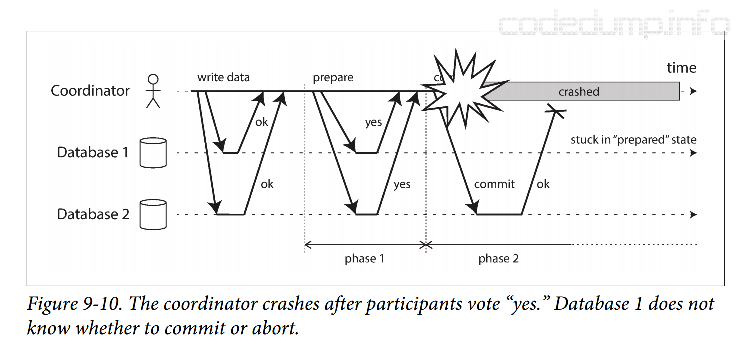 codedump.info
time
write data
prepare
co
Coordinator
crashed
ok
yes
Database 1
stuck in “prepared” state
ok
yes
commit
ok
Database 2
phase 1
phase 2
Figure 9-10. The coordinator crashes after participants vote “yes.” Database 1 does not
know whether to commit or abort.